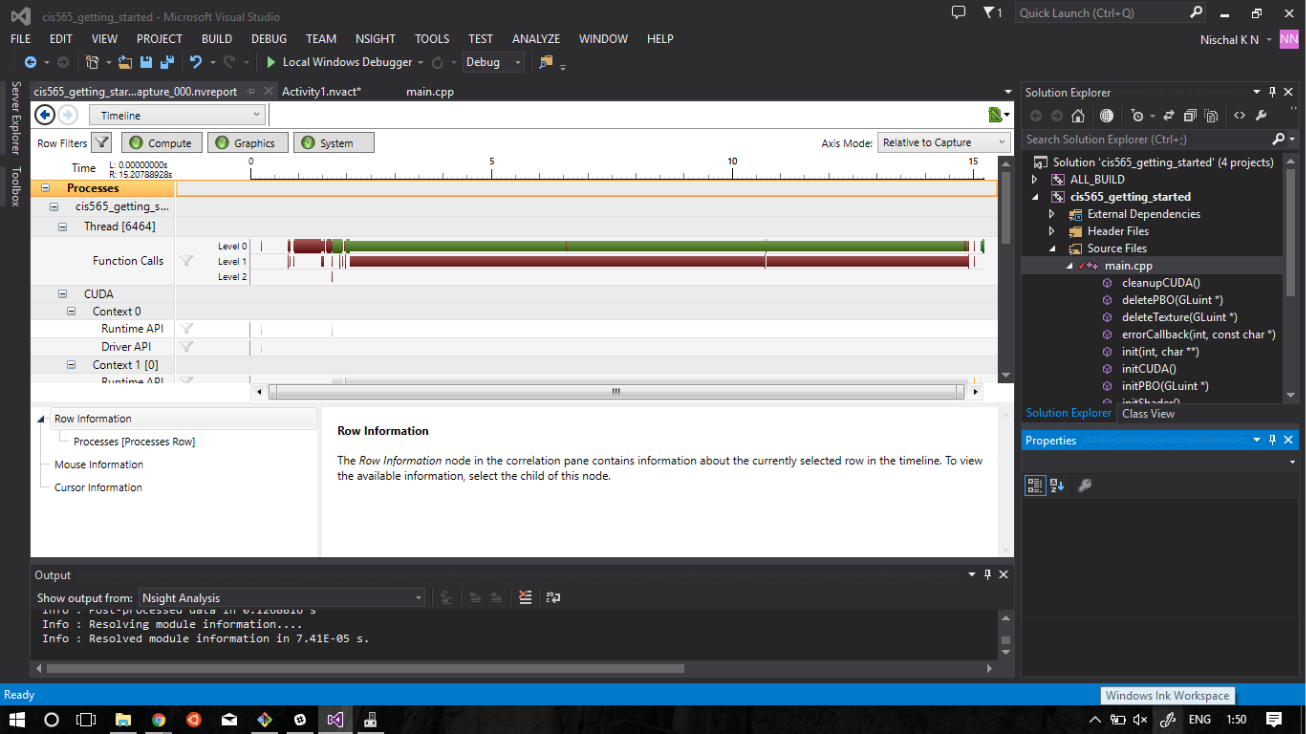 cis565_getting_started - Microsoft Visual Studio
1
Quick Launch (Ctrl+Q)
FILE EDIT VIEW PROJECT BUILD DEBUG TEAM NSIGHT TOOLS TEST ANALYZE WINDOW HELP
Nischal K N
NN
Local Windows Debugger
Debug
Server Explorer
Toolbox
cis565_getting_star...apture_000.nvreport
Activity1.nvact*
main.cpp
Timeline
Row Filters
Compute
Graphics
System
Axis Mode:
Relative to Capture
Time
L: 0.00000000s
R: 15.20788928s
0 5 10 15
Processes
cis565_getting_s...
Thread [6464]
Function Calls
Level 0
Level 1
Level 2
CUDA
Context 0
Runtime API
Driver API
Context 1 [0]
Runtime API
Row Information
Processes [Processes Row]
Mouse Information
Cursor Information
Row Information
The Row Information node in the correlation pane contains information about the currently selected row in the timeline. To view
the available information, select the child of this node.
Output
Show output from:
Nsight Analysis
Info : Post-processed data in 0.1268816 s
Info : Resolving module information....
Info : Resolved module information in 7.41E-05 s.
Solution Explorer
Search Solution Explorer (Ctrl+;)
Solution 'cis565_getting_started' (4 projects)
ALL_BUILD
cis565_getting_started
External Dependencies
Header Files
Source Files
main.cpp
cleanupCUDA()
deletePBO(GLuint *)
deleteTexture(GLuint *)
errorCallback(int, const char *)
init(int, char **)
initCUDA()
initPBO(GLuint *)
initShader()
Solution Explorer
Class View
Properties
Ready
Windows Ink Workspace
ENG
1:50